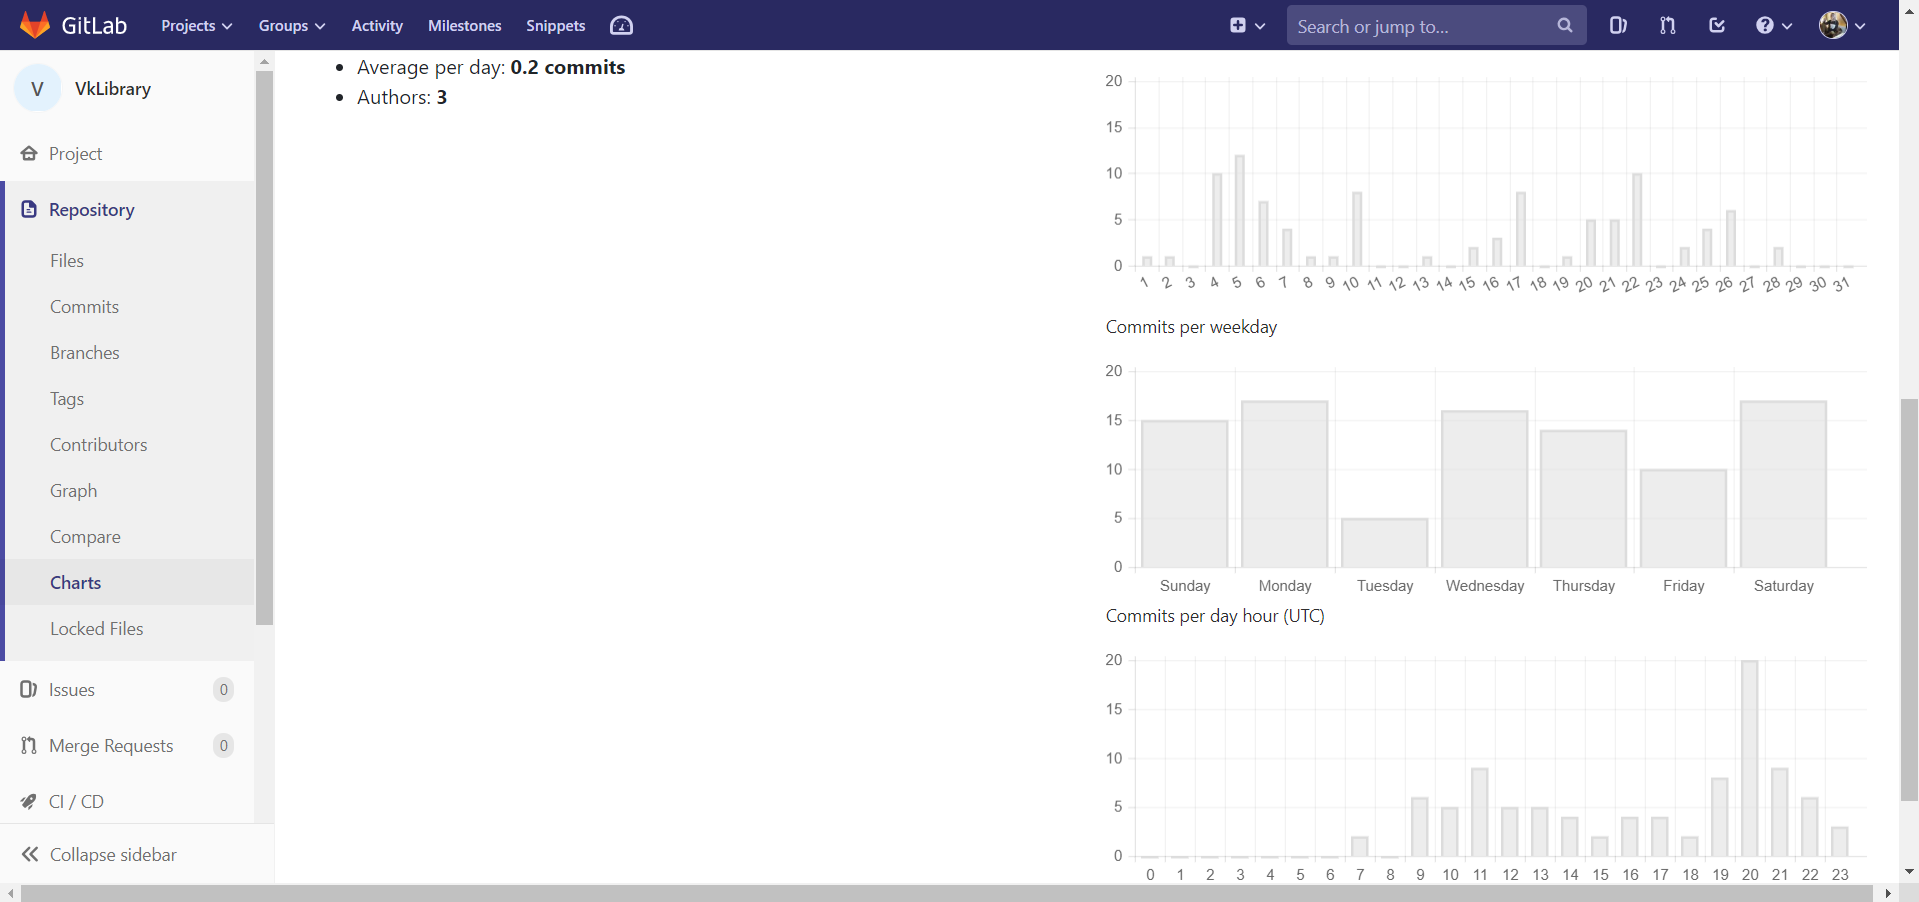 GitLab Projects Groups Activity Milestones Snippets Search or jump to...
V VkLibrary
Project
Repository
Files
Commits
Branches
Tags
Contributors
Graph
Compare
Charts
Locked Files
Issues 0
Merge Requests 0
CI / CD
Collapse sidebar
Average per day: 0.2 commits
Authors: 3
20
15
10
5
0
1 2 3 4 5 6 7 8 9 10 11 12 13 14 15 16 17 18 19 20 21 22 23 24 25 26 27 28 29 30 31
Commits per weekday
20
15
10
5
0
Sunday Monday Tuesday Wednesday Thursday Friday Saturday
Commits per day hour (UTC)
20
15
10
5
0
0 1 2 3 4 5 6 7 8 9 10 11 12 13 14 15 16 17 18 19 20 21 22 23